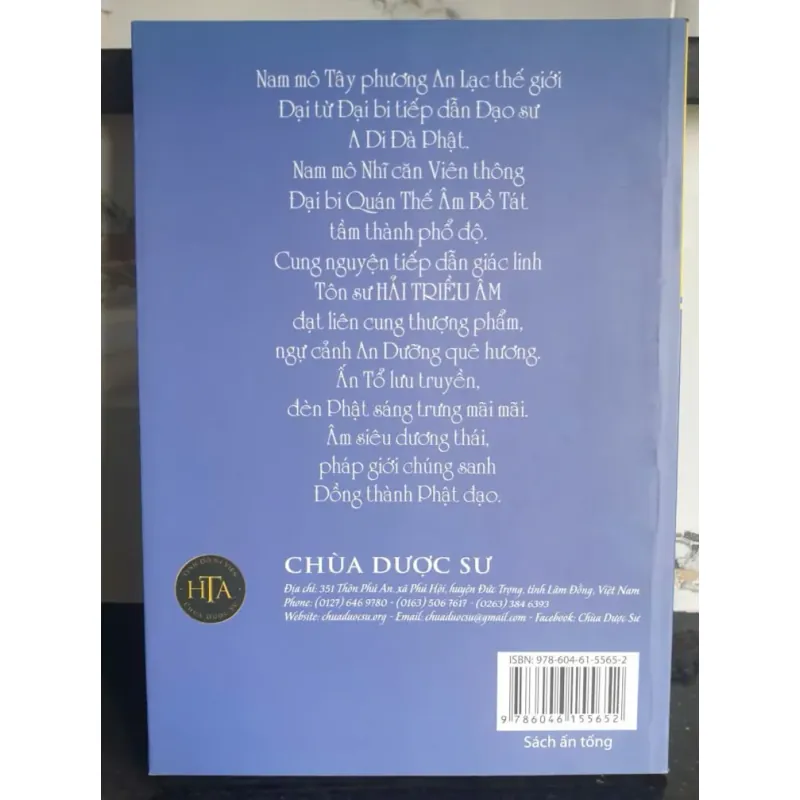 Nam mô Tây phương An Lạc thế giới
Đại từ Đại bi tiếp dẫn Đạo sư
A Di Đà Phật.
Nam mô Nhĩ căn Viên thông
Đại bi Quán Thế Âm Bồ Tát
tầm thành phổ độ.
Cung nguyện tiếp dẫn giác linh
Tôn sư HẢI TRIỀU ÂM
đạt liên cung thượng phẩm,
ngự cảnh An Dưỡng quê hương.
Ấn Tổ lưu truyền,
đèn Phật sáng trưng mãi mãi.
Âm siêu dương thái,
pháp giới chúng sanh
Đồng thành Phật đạo.
CHÙA DƯỢC SƯ
Địa chỉ: 351 Thôn Phú An, xã Phú Hội, huyện Đức Trọng, tỉnh Lâm Đồng, Việt Nam
Phone: (0127) 646 9780 - (0163) 506 7617 - (0263) 384 6393
Website: chuaduocsu.org - Email: chuaduocsu@gmail.com - Facebook: Chùa Dược Sư
HTA
CHÙA DƯỢC SƯ
ISBN: 978-604-61-5565-2
9 786046 155652
Sách ấn tống